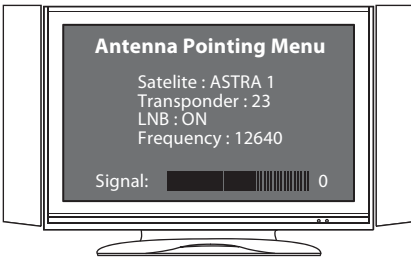 Antenna Pointing Menu
Satelite : ASTRA 1
Transponder : 23
LNB : ON
Frequency : 12640
Signal: 0